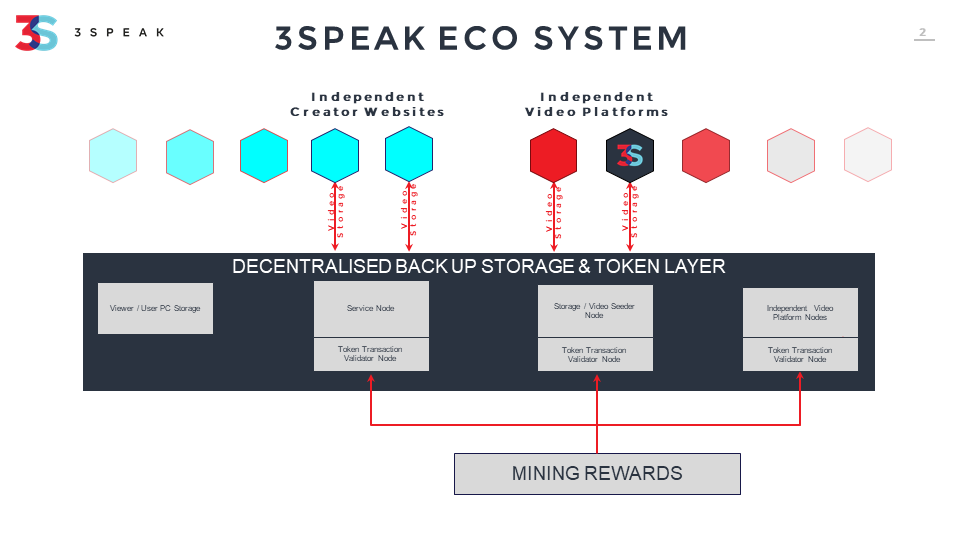 3S
3 S P E A K
3SPEAK ECO SYSTEM
2
Independent
Creator Websites
Independent
Video Platforms
3S
Video
Storage
Video
Storage
Video
Storage
Video
Storage
DECENTRALISED BACK UP STORAGE & TOKEN LAYER
Viewer / User PC Storage
Service Node
Token Transaction
Validator Node
Storage / Video Seeder
Node
Token Transaction
Validator Node
Independent Video
Platform Nodes
Token Transaction
Validator Node
MINING REWARDS